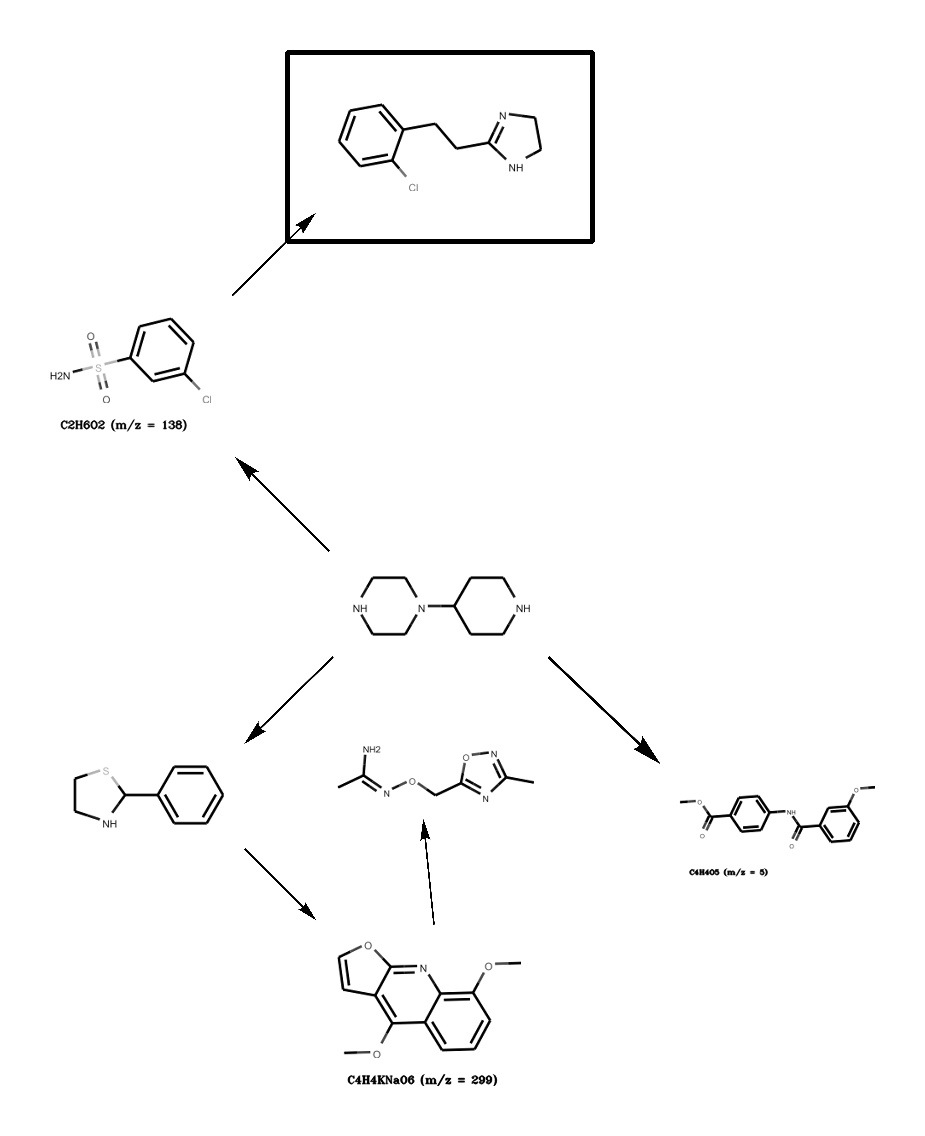 N
NH
Cl
O
H2N
S
O
Cl
C2H6O2 (m/z = 138)
NH
N
NH
NH2
O
N
S
O
N
N
O
NH
NH
O
O
O
O
C4H4O5 (m/z = 5)
O
N
O
O
C4H4KNaO6 (m/z = 299)